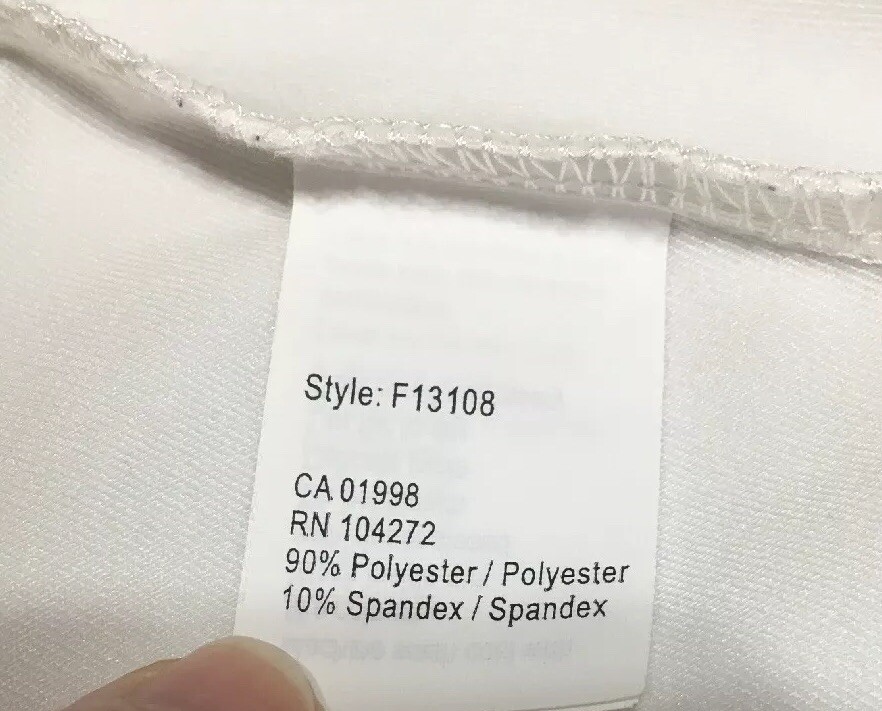 Style: F13108
CA 01998
RN 104272
90% Polyester / Polyester
10% Spandex / Spandex